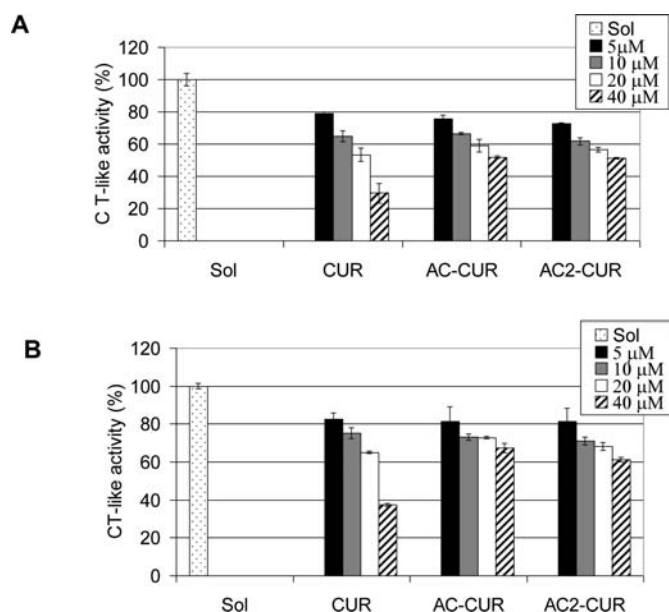 A
C T-like activity (%)
120
100
80
60
40
20
0
Sol
5μM
10 μM
20 μM
40 μM
Sol CUR AC-CUR AC2-CUR
B
CT-like activity (%)
120
100
80
60
40
20
0
Sol
5 μM
10 μM
20 μM
40 μM
Sol CUR AC-CUR AC2-CUR